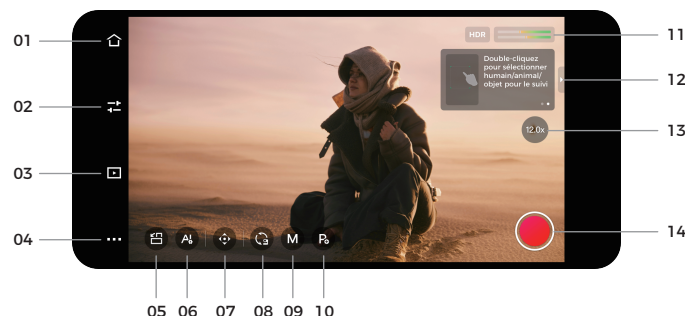 01
02
03
04
HDR
Double-cliquez
pour sélectionner
humain/animal/
objet pour le suivi
12.0x
11
12
13
14
AI
M
P
05 06 07 08 09 10